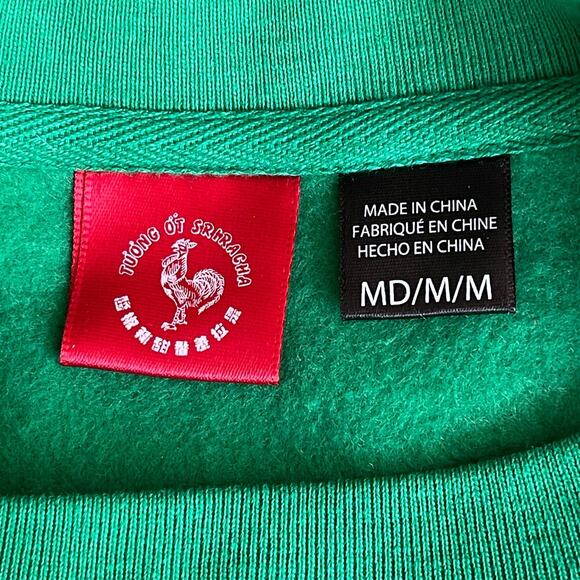 TƯƠNG ỚT SRIRACHA
MADE IN CHINA
FABRIQUÉ EN CHINE
HECHO EN CHINA
MD/M/M